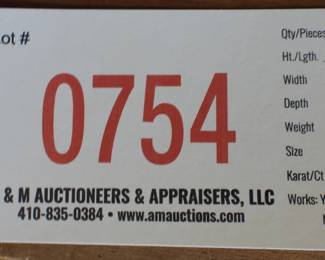 Lot #
0754
& M AUCTIONEERS & APPRAISERS, LLC
410-835-0384 • www.amauctions.com
Qty/Pieces
Ht./Lgth.
Width
Depth
Weight
Size
Karat/Ct
Works: Y